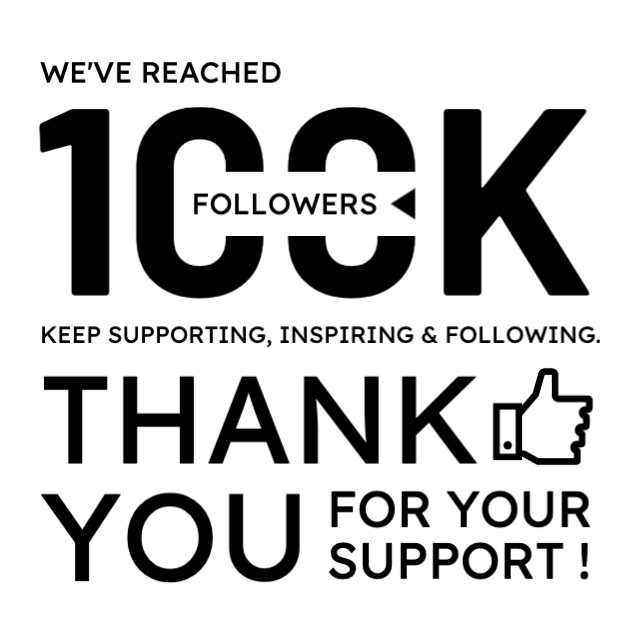 WE'VE REACHED
100K
FOLLOWERS
KEEP SUPPORTING, INSPIRING & FOLLOWING.
THANK
YOU
FOR YOUR
SUPPORT !